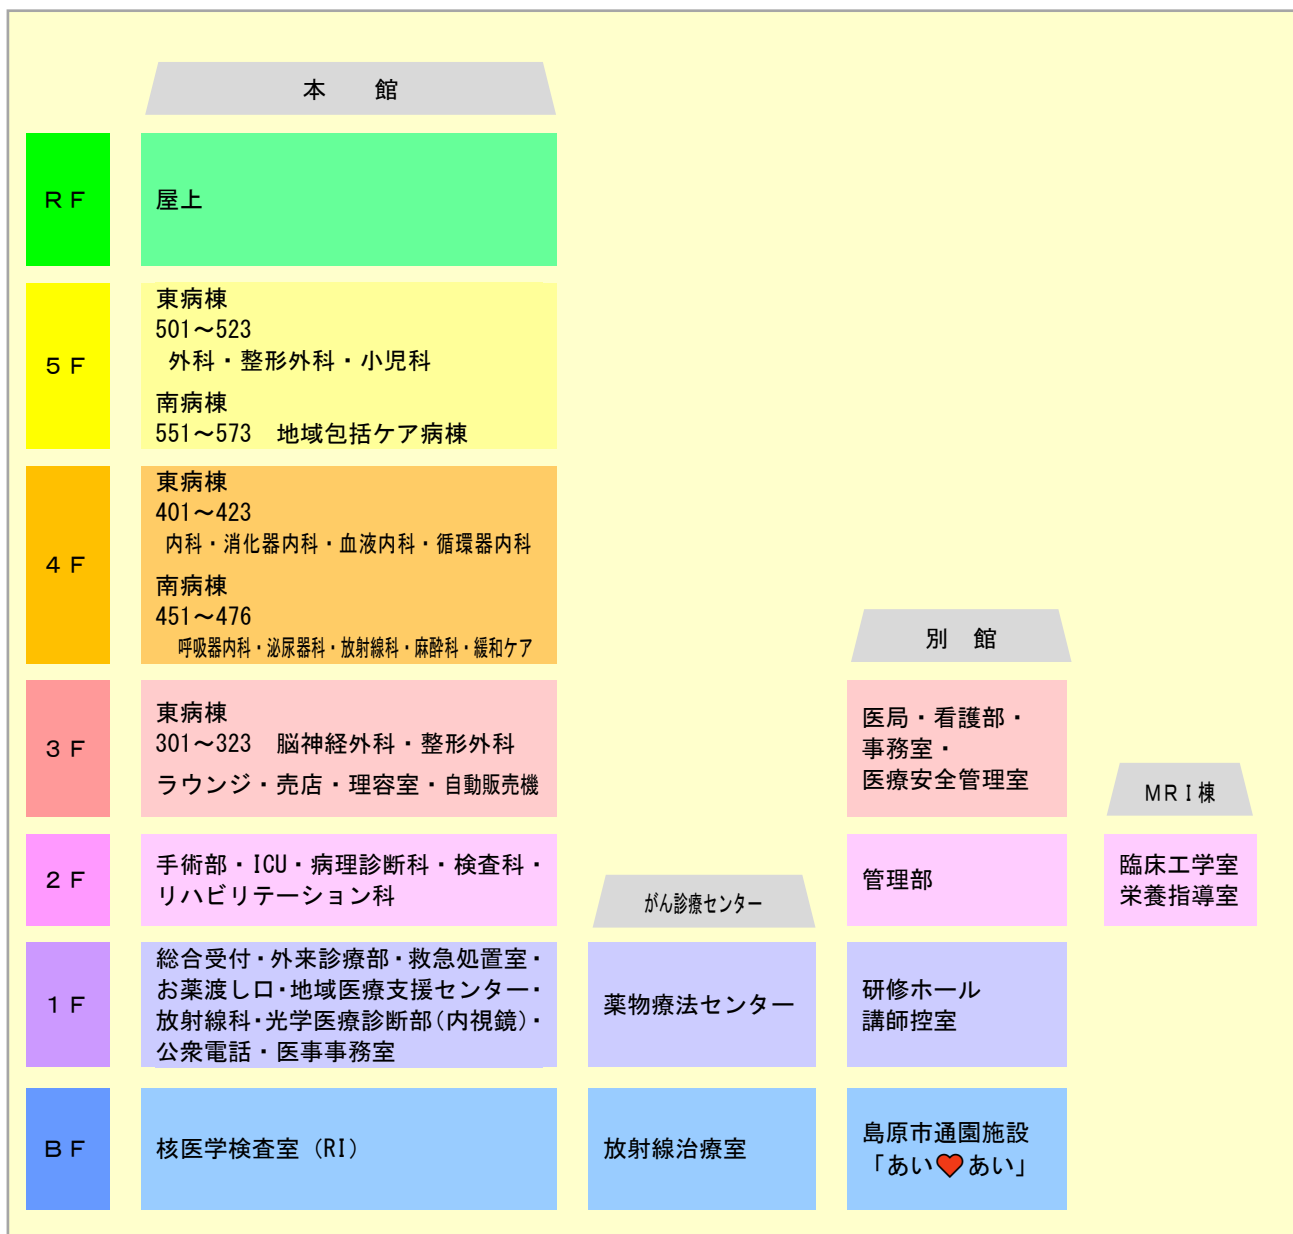 本　館
ＲＦ
屋上
５Ｆ
東病棟
501～523
外科・整形外科・小児科
南病棟
551～573　地域包括ケア病棟
４Ｆ
東病棟
401～423
内科・消化器内科・血液内科・循環器内科
南病棟
451～476
呼吸器内科・泌尿器科・放射線科・麻酔科・緩和ケア
別　館
３Ｆ
東病棟
301～323　脳神経外科・整形外科
ラウンジ・売店・理容室・自動販売機
医局・看護部・
事務室・
医療安全管理室
ＭＲＩ棟
２Ｆ
手術部・ICU・病理診断科・検査科・
リハビリテーション科
がん診療センター
管理部
臨床工学室
栄養指導室
１Ｆ
総合受付・外来診療部・救急処置室・
お薬渡し口・地域医療支援センター・
放射線科・光学医療診断部(内視鏡)・
公衆電話・医事事務室
薬物療法センター
研修ホール
講師控室
ＢＦ
核医学検査室（RI）
放射線治療室
島原市通園施設
「あい♥あい」